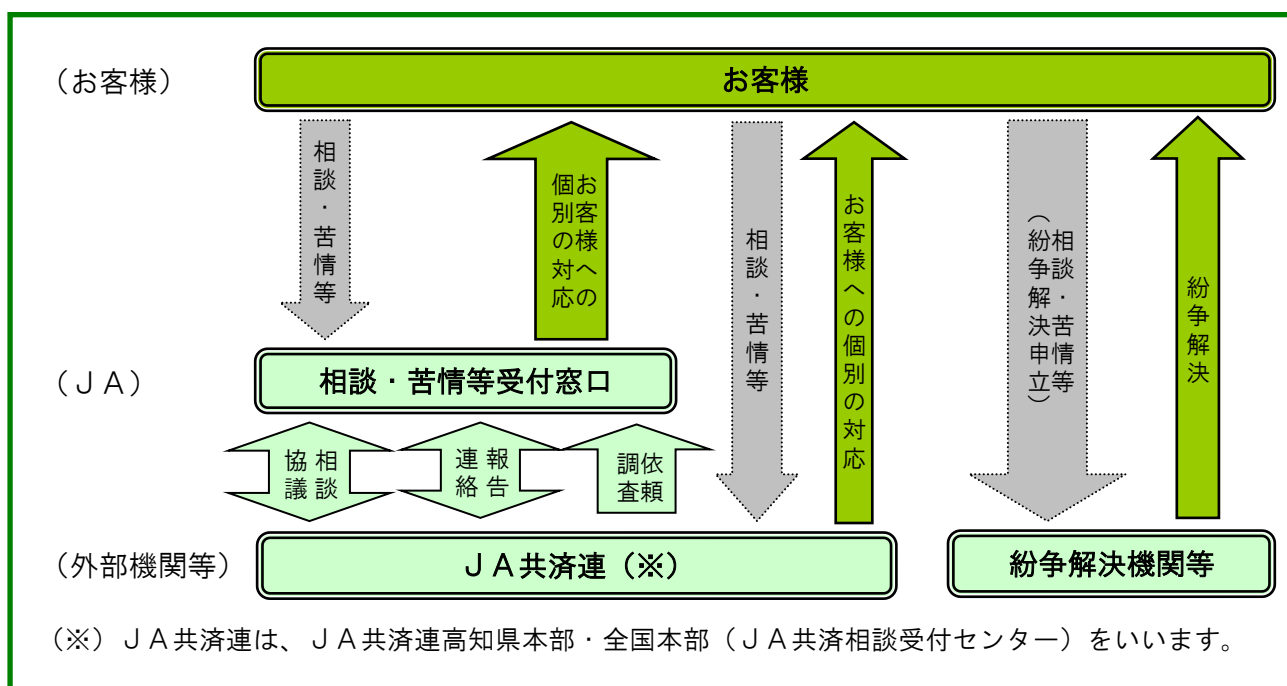 （お客様）
お客様
相談・苦情等
お客様への
個別の対応
相談・苦情等
お客様への個別の対応
相談・苦情等
（紛争解決申立）
紛争解決
（ＪＡ）
相談・苦情等受付窓口
相談
協議
報告
連絡
依頼
調査
（外部機関等）
ＪＡ共済連（※）
紛争解決機関等
（※）ＪＡ共済連は、ＪＡ共済連高知県本部・全国本部（ＪＡ共済相談受付センター）をいいます。